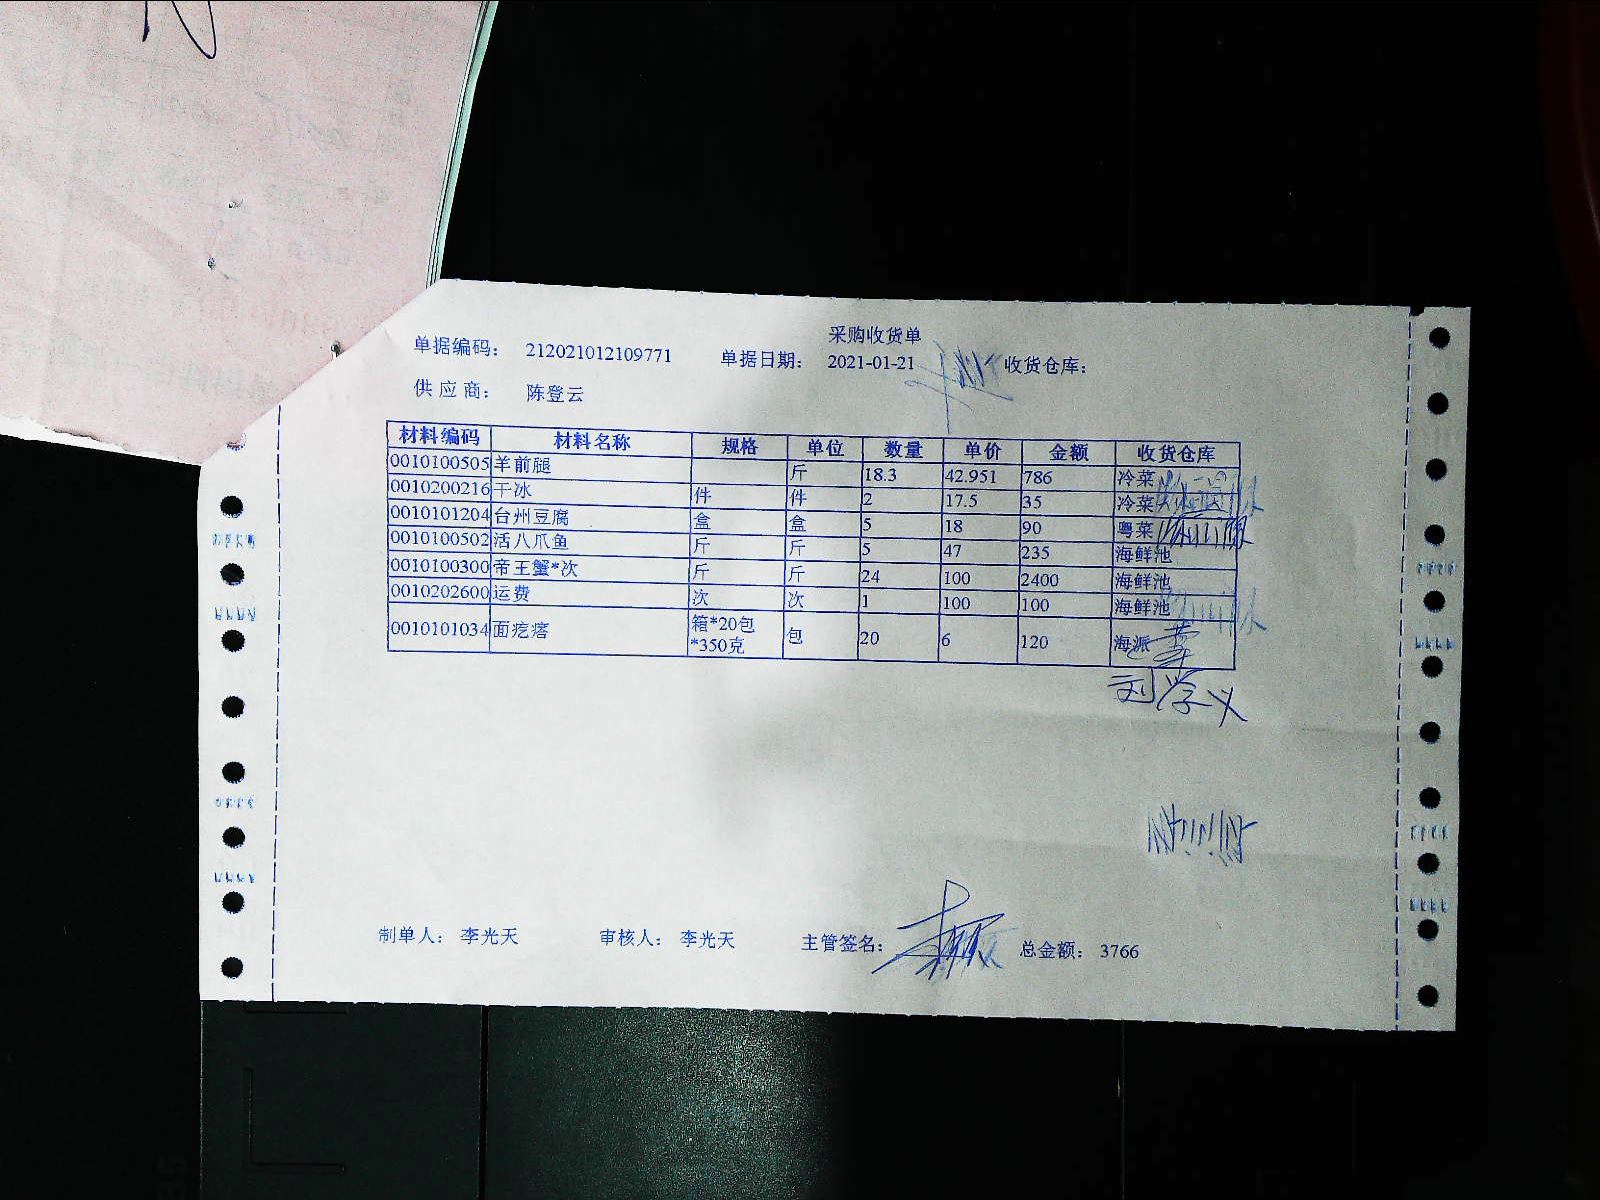 采购收货单
单据编码： 212021012109771 单据日期： 2021-01-21 收货仓库：
供 应 商： 陈登云
材料编码 材料名称 规格 单位 数量 单价 金额 收货仓库
0010100505 羊前腿 斤 18.3 42.951 786 冷菜
0010200216 干冰 件 件 2 17.5 35 冷菜
0010101204 台州豆腐 盒 盒 5 18 90 粤菜
0010100502 活八爪鱼 斤 斤 5 47 235 海鲜池
0010100300 帝王蟹*次 斤 斤 24 100 2400 海鲜池
0010202600 运费 次 次 1 100 100 海鲜池
0010101034 面疙瘩 箱*20包*350克 包 20 6 120 海派
刘学义
制单人： 李光天 审核人： 李光天 主管签名： 总金额： 3766